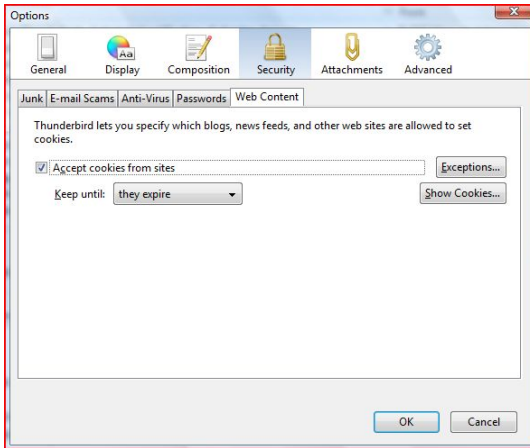 Options
General Display Composition Security Attachments Advanced
Junk E-mail Scams Anti-Virus Passwords Web Content
Thunderbird lets you specify which blogs, news feeds, and other web sites are allowed to set
cookies.
Accept cookies from sites Exceptions...
Keep until: they expire Show Cookies...
OK Cancel